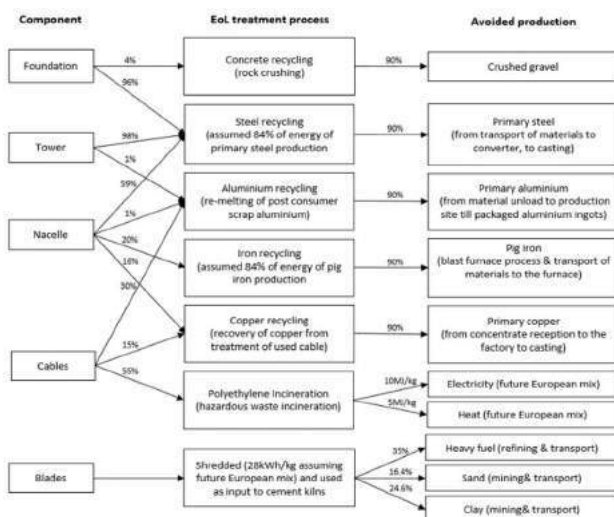 Component EoL treatment process Avoided production
Foundation
4%
96%
Concrete recycling
(rock crushing)
90%
Crushed gravel
Tower
98%
1%
Steel recycling
(assumed 84% of energy of
primary steel production
90%
Primary steel
(from transport of materials to
converter, to casting)
Nacelle
59%
1%
20%
16%
Aluminium recycling
(re-melting of post consumer
scrap aluminium)
90%
Primary aluminium
(from material unload to production
site till packaged aluminium ingots)
Iron recycling
(assumed 84% of energy of pig
iron production
90%
Pig iron
(blast furnace process & transport of
materials to the furnace)
Cables
30%
15%
55%
Copper recycling
(recovery of copper from
treatment of used cable)
90%
Primary copper
(from concentrate reception to the
factory to casting)
Polyethylene Incineration
(hazardous waste incineration)
10MJ/kg
Electricity (future European mix)
5MJ/kg
Heat (future European mix)
Blades
Shredded (28kWh/kg assuming
future European mix) and used
as input to cement kilns
35%
Heavy fuel (refining & transport)
16.4%
Sand (mining& transport)
24.6%
Clay (mining& transport)